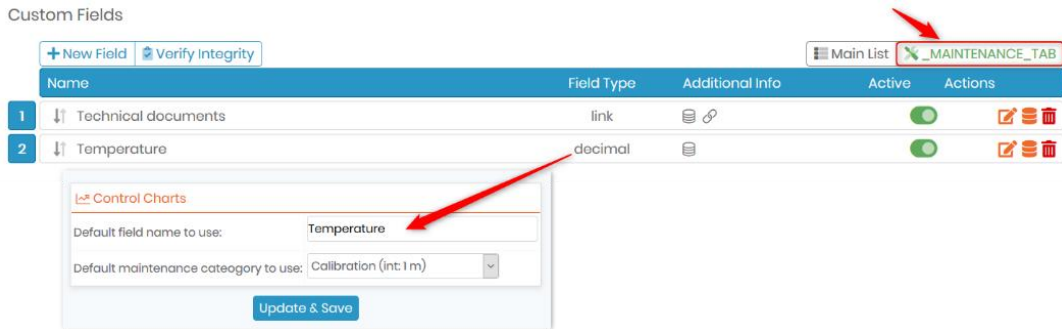 Custom Fields
New Field Verify Integrity Main List _MAINTENANCE_TAB
Name Field Type Additional Info Active Actions
1 Technical documents link
2 Temperature decimal
Control Charts
Default field name to use: Temperature
Default maintenance cateogory to use: Calibration (int: 1 m)
Update & Save